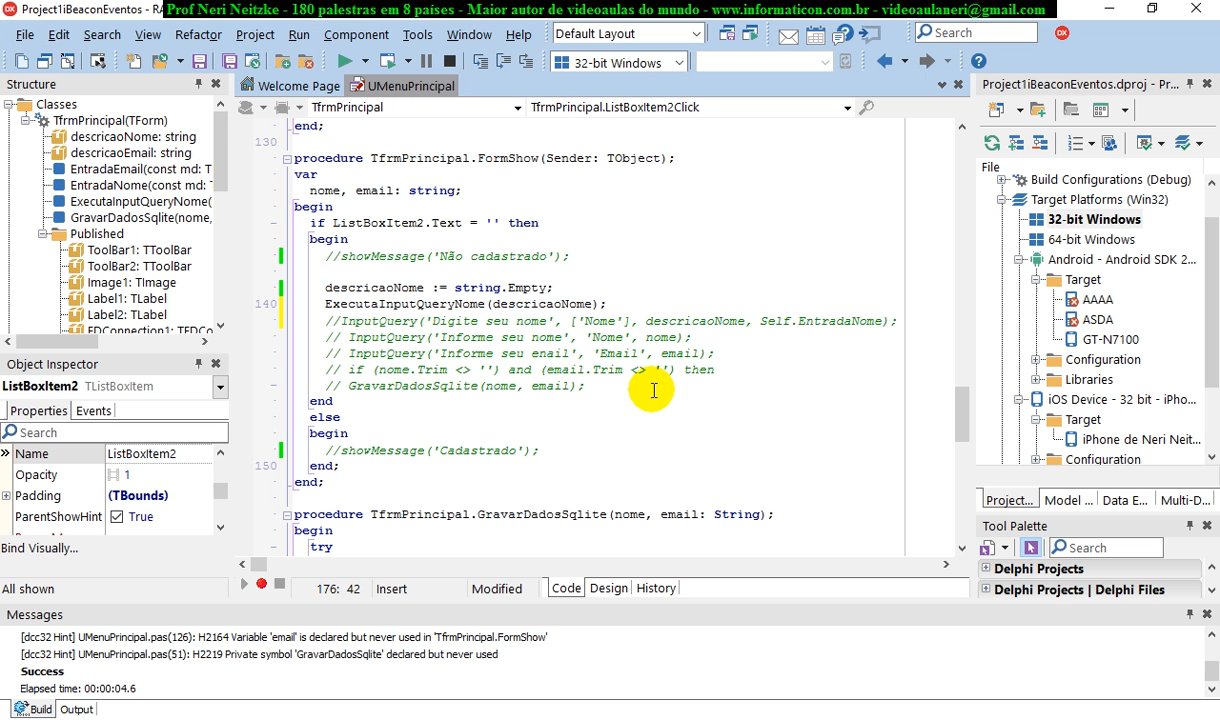 Project1iBeaconEventos - RA
Prof Neri Neitzke - 180 palestras em 8 países - Maior autor de videoaulas do mundo - www.informaticon.com.br - videoaulaneri@gmail.com
File Edit Search View Refactor Project Run Component Tools Window Help
Default Layout
Search
DX
32-bit Windows
Structure
Classes
TfrmPrincipal(TForm)
descricaoNome: string
descricaoEmail: string
EntradaEmail(const md: T
EntradaNome(const md:
ExecutaInputQueryNome(
GravarDadosSqlite(nome,
Published
ToolBar1: TToolBar
ToolBar2: TToolBar
Image1: TImage
Label1: TLabel
Label2: TLabel
FDConnection1: TFDCo
Object Inspector
ListBoxItem2 TListBoxItem
Properties Events
Search
Name ListBoxItem2
Opacity 1
Padding (TBounds)
ParentShowHint True
Bind Visually...
All shown
Welcome Page UMenuPrincipal
TfrmPrincipal TfrmPrincipal.ListBoxItem2Click
end;
130
procedure TfrmPrincipal.FormShow(Sender: TObject);
var
nome, email: string;
begin
if ListBoxItem2.Text = '' then
begin
//showMessage('Não cadastrado');
descricaoNome := string.Empty;
140 ExecutaInputQueryNome(descricaoNome);
//InputQuery('Digite seu nome', ['Nome'], descricaoNome, Self.EntradaNome);
// InputQuery('Informe seu nome', 'Nome', nome);
// InputQuery('Informe seu enail', 'Email', email);
// if (nome.Trim <> '') and (email.Trim <> '') then
// GravarDadosSqlite(nome, email);
end
else
begin
//showMessage('Cadastrado');
150 end;
end;
procedure TfrmPrincipal.GravarDadosSqlite(nome, email: String);
begin
try
176: 42 Insert Modified Code Design History
Project1iBeaconEventos.dproj - Pr...
File
Build Configurations (Debug)
Target Platforms (Win32)
32-bit Windows
64-bit Windows
Android - Android SDK 2...
Target
AAAA
ASDA
GT-N7100
Configuration
Libraries
iOS Device - 32 bit - iPho...
Target
iPhone de Neri Neit...
Configuration
Project... Model ... Data E... Multi-D...
Tool Palette
Search
Delphi Projects
Delphi Projects | Delphi Files
Messages
[dcc32 Hint] UMenuPrincipal.pas(126): H2164 Variable 'email' is declared but never used in 'TfrmPrincipal.FormShow'
[dcc32 Hint] UMenuPrincipal.pas(51): H2219 Private symbol 'GravarDadosSqlite' declared but never used
Success
Elapsed time: 00:00:04.6
Build Output